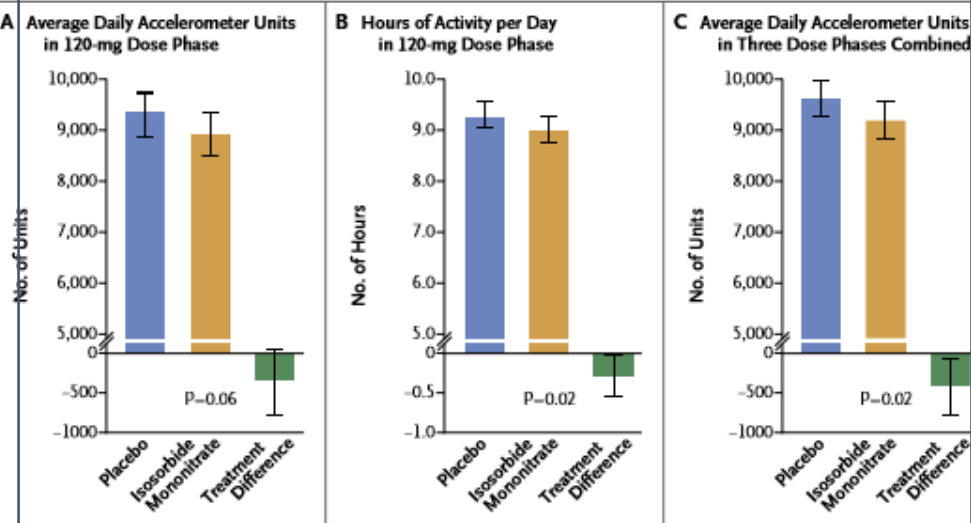 A Average Daily Accelerometer Units
in 120-mg Dose Phase
10,000
9,000
8,000
7,000
6,000
5,000
0
−500
−1000
No. of Units
P=0.06
Placebo
Isosorbide
Mononitrate
Treatment
Difference
B Hours of Activity per Day
in 120-mg Dose Phase
10.0
9.0
8.0
7.0
6.0
5.0
0
−0.5
−1.0
No. of Hours
P=0.02
Placebo
Isosorbide
Mononitrate
Treatment
Difference
C Average Daily Accelerometer Units
in Three Dose Phases Combined
10,000
9,000
8,000
7,000
6,000
5,000
0
−500
−1000
No. of Units
P=0.02
Placebo
Isosorbide
Mononitrate
Treatment
Difference